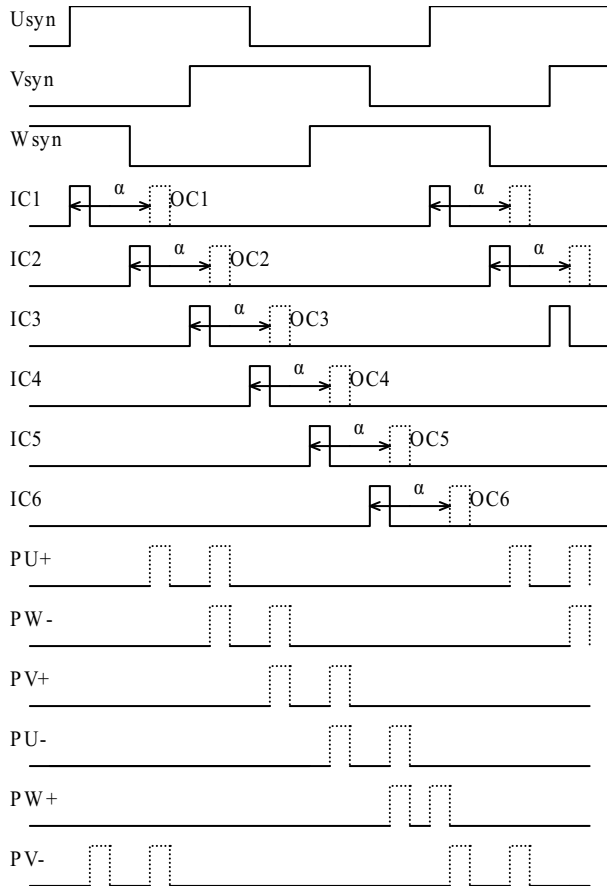 Usyn
Vsyn
Wsyn
IC1 α OC1 α
IC2 α OC2 α
IC3 α OC3
IC4 α OC4
IC5 α OC5
IC6 α OC6
PU+
PW-
PV+
PU-
PW+
PV-